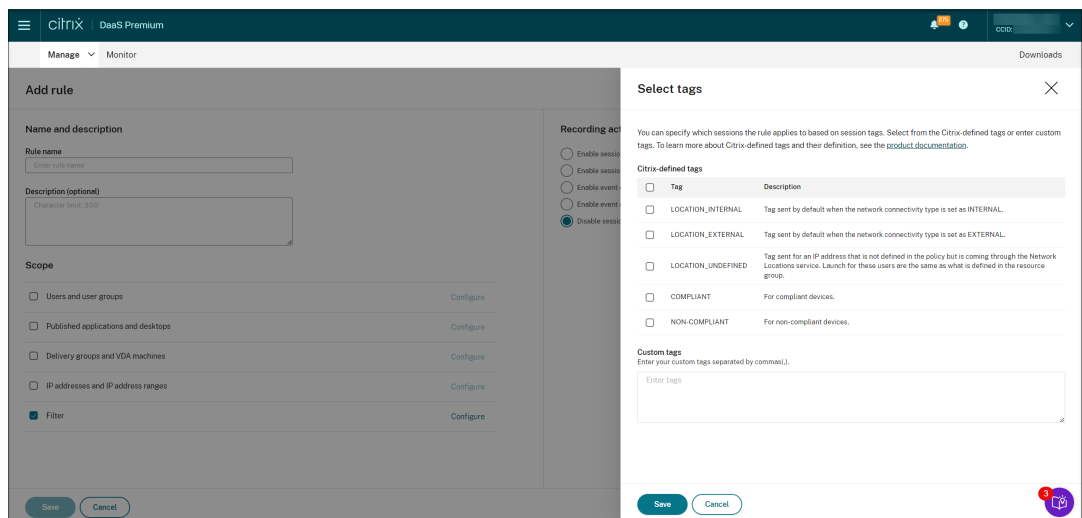 citrix | DaaS Premium
275
?
CCID:
Manage Monitor Downloads
Add rule
Name and description
Rule name
Enter rule name
Description (optional)
Character limit: 300
Scope
Users and user groups Configure
Published applications and desktops Configure
Delivery groups and VDA machines Configure
IP addresses and IP address ranges Configure
Filter Configure
Save Cancel
Recording act
Enable sessio
Enable sessio
Enable event
Enable event
Disable sessio
Select tags
You can specify which sessions the rule applies to based on session tags. Select from the Citrix-defined tags or enter custom
tags. To learn more about Citrix-defined tags and their definition, see the product documentation.
Citrix-defined tags
Tag Description
LOCATION_INTERNAL Tag sent by default when the network connectivity type is set as INTERNAL.
LOCATION_EXTERNAL Tag sent by default when the network connectivity type is set as EXTERNAL.
LOCATION_UNDEFINED Tag sent for an IP address that is not defined in the policy but is coming through the Network
Locations service. Launch for these users are the same as what is defined in the resource
group.
COMPLIANT For compliant devices.
NON-COMPLIANT For non-compliant devices.
Custom tags
Enter your custom tags separated by commas(,).
Enter tags
Save Cancel
3